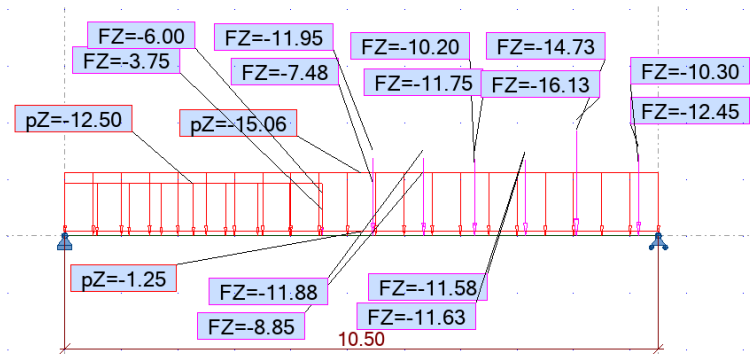 FZ=-6.00
FZ=-11.95
FZ=-10.20
FZ=-14.73
FZ=-3.75
FZ=-7.48
FZ=-11.75
FZ=-16.13
FZ=-10.30
FZ=-12.45
pZ=-12.50
pZ=-15.06
pZ=-1.25
FZ=-11.88
FZ=-11.58
FZ=-8.85
FZ=-11.63
10.50